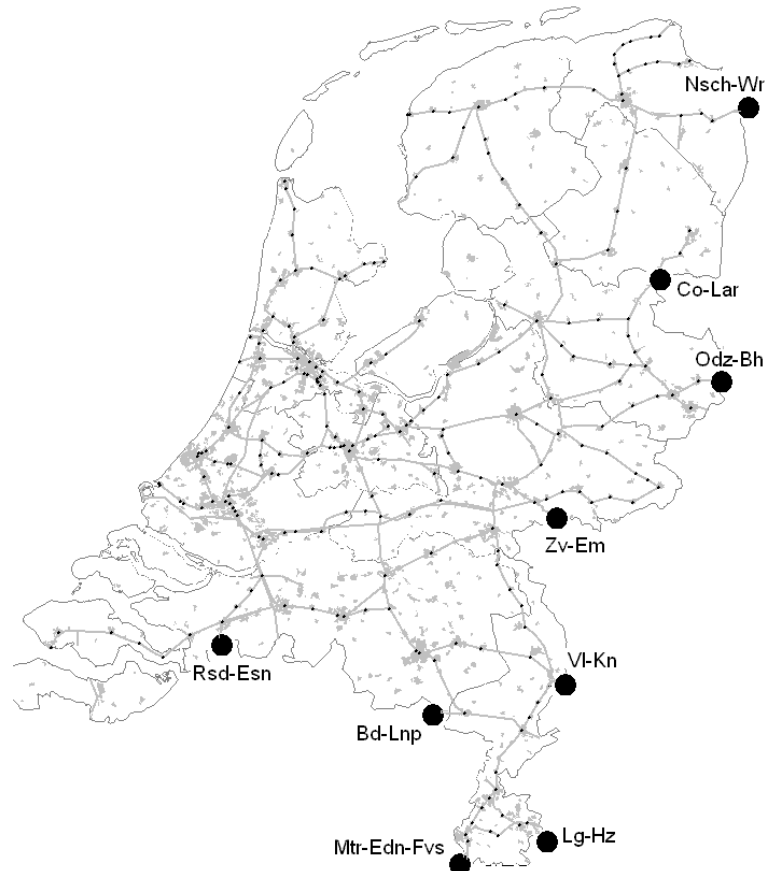 Nsch-Wr
Co-Lar
Odz-Bh
Zv-Em
Rsd-Esn
Vl-Kn
Bd-Lnp
Mtr-Edn-Fvs
Lg-Hz